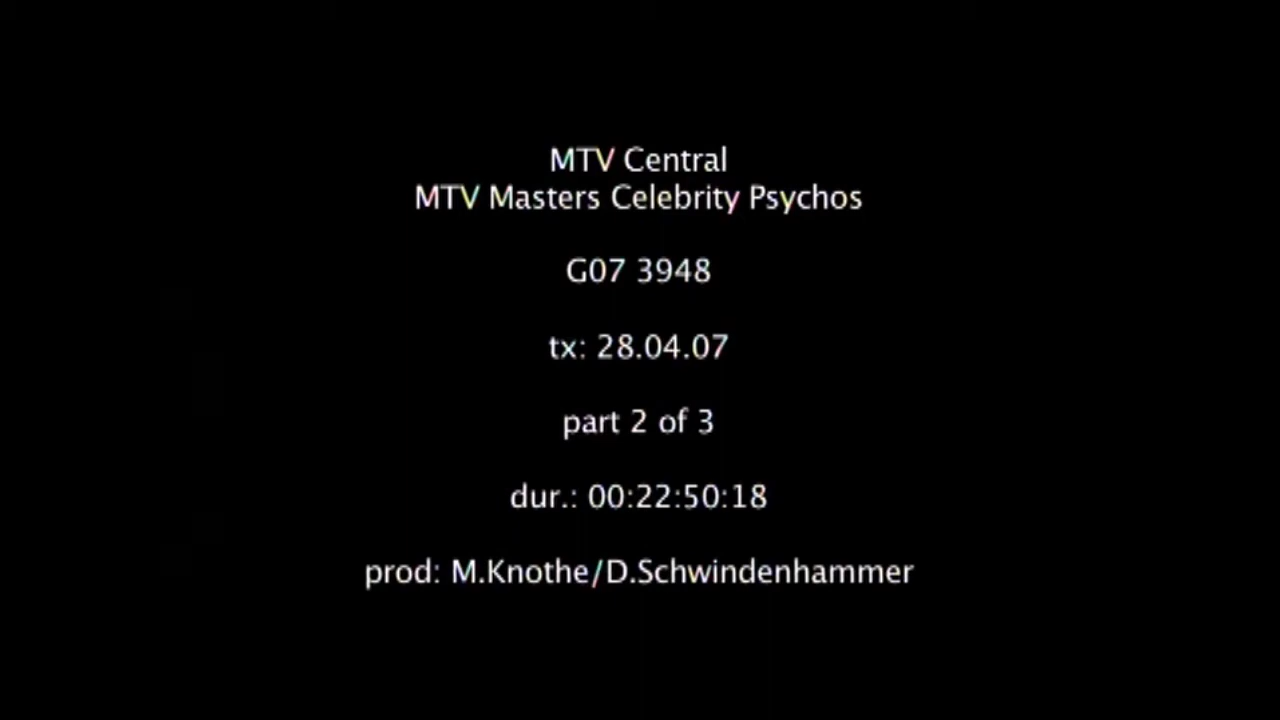 MTV Central
MTV Masters Celebrity Psychos
G07 3948
tx: 28.04.07
part 2 of 3
dur.: 00:22:50:18
prod: M.Knothe/D.Schwindenhammer